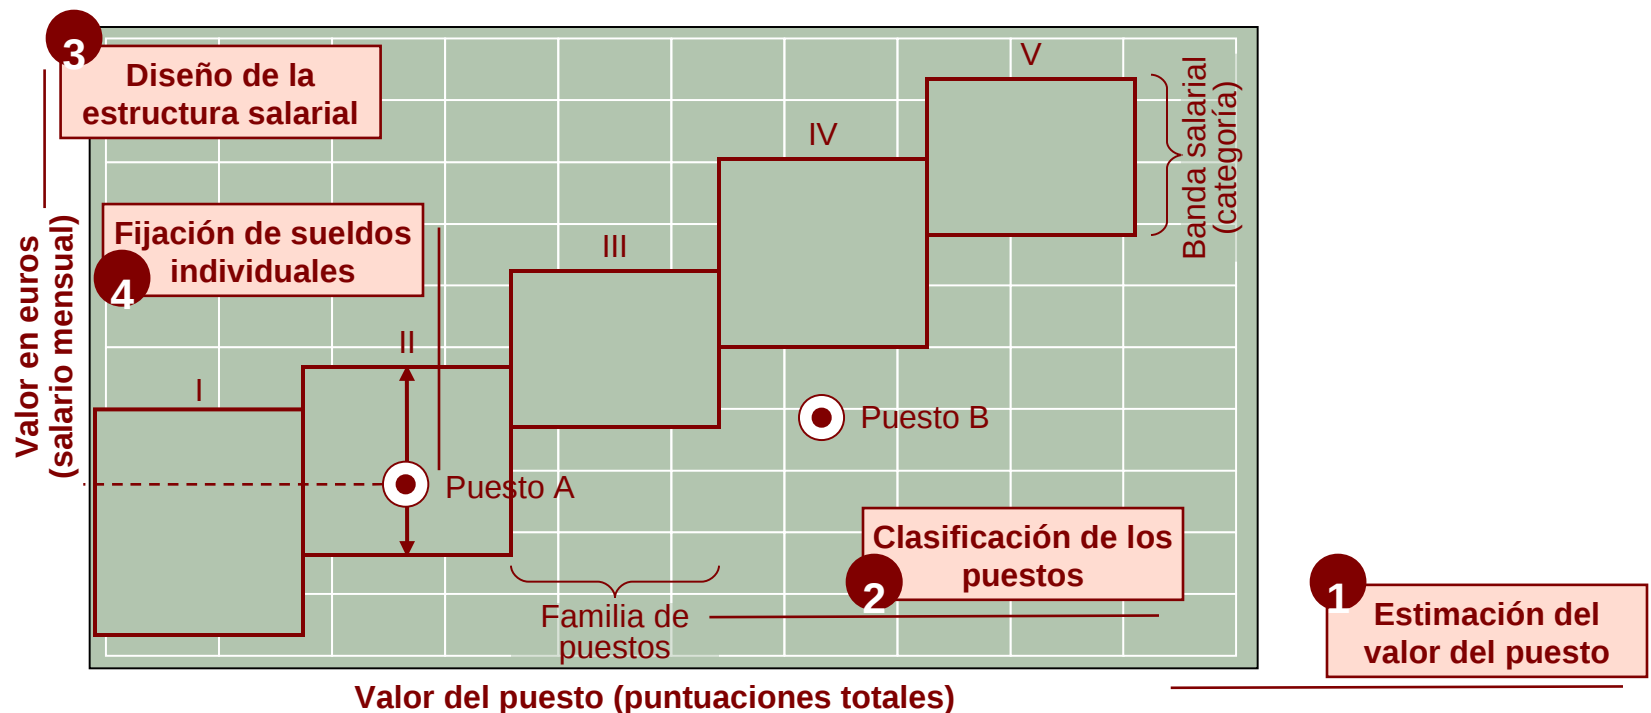 3
Diseño de la
estructura salarial
V
Banda salarial
(categoría)
IV
Fijación de sueldos
individuales
4
III
Valor en euros
(salario mensual)
II
I
Puesto B
Puesto A
Clasificación de los
puestos
2
Familia de
puestos
1
Estimación del
valor del puesto
Valor del puesto (puntuaciones totales)